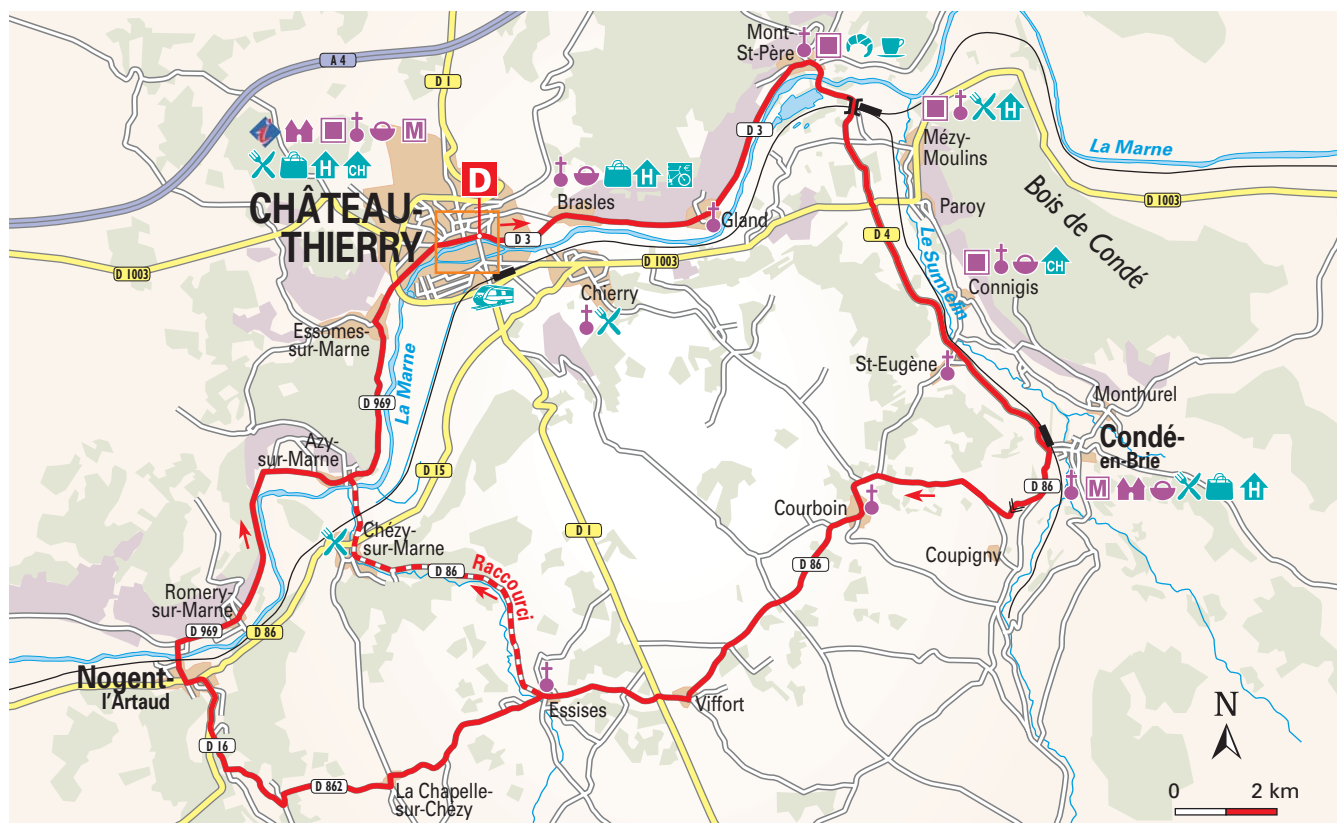 A 4
D 1
Mont-
St-Père
D 3
Mézy-
Moulins
La Marne
i
M
H
CH
D
CHÂTEAU-
THIERRY
Brasles
H
Gland
D 3
H
Paroy
Bois de Condé
D 1003
D 1003
D 1003
D 4
Le Surmelin
CH
Connigis
Chierry
Essomes-
sur-Marne
La Marne
D 969
St-Eugène
Monthurel
Condé-
en-Brie
M
H
D 86
Azy-
sur-Marne
D 15
Courboin
Coupigny
Chézy-
sur-Marne
D 1
D 86
D 86
Raccourci
Romery-
sur-Marne
D 969
D 86
Nogent-
l'Artaud
Essises
Viffort
D 16
D 862
La Chapelle-
sur-Chézy
N
0 2 km